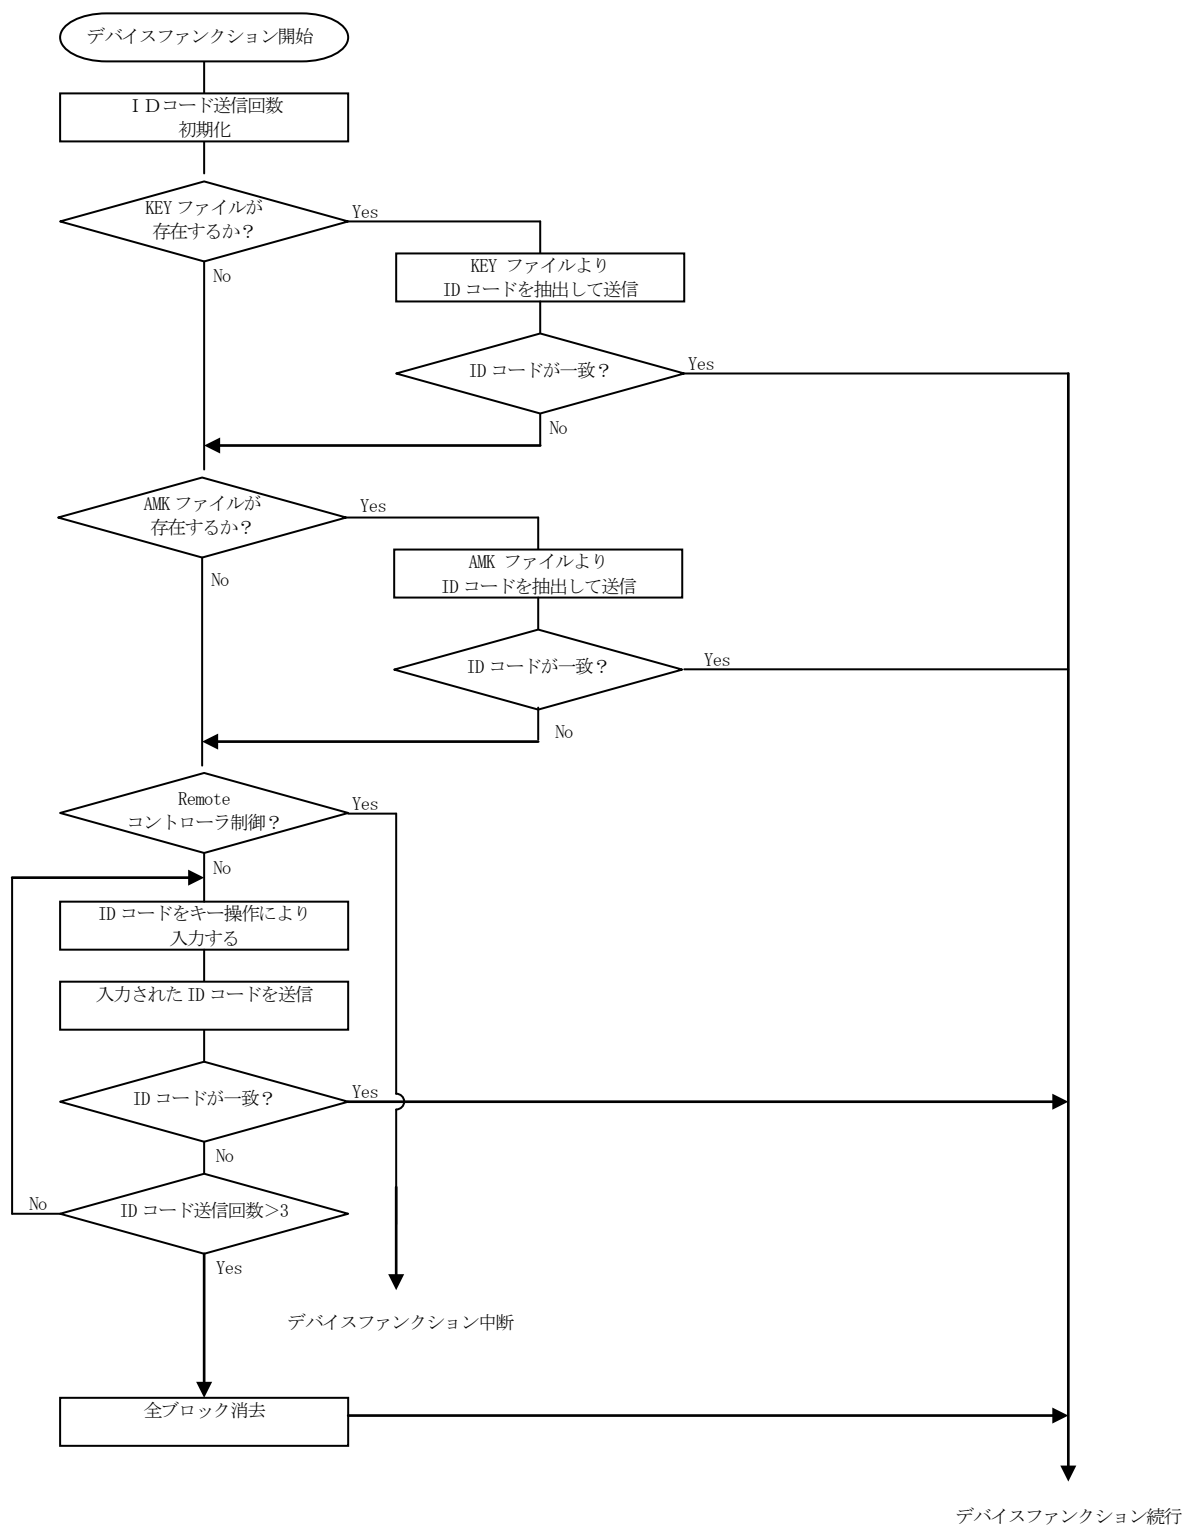 デバイスファンクション開始
ＩＤコード送信回数
初期化
KEY ファイルが
存在するか？
Yes
No
KEY ファイルより
ID コードを抽出して送信
ID コードが一致？
Yes
No
AMK ファイルが
存在するか？
Yes
No
AMK ファイルより
ID コードを抽出して送信
ID コードが一致？
Yes
No
Remote
コントローラ制御？
Yes
No
ID コードをキー操作により
入力する
入力された ID コードを送信
ID コードが一致？
Yes
No
ID コード送信回数＞3
No
Yes
デバイスファンクション中断
全ブロック消去
デバイスファンクション続行